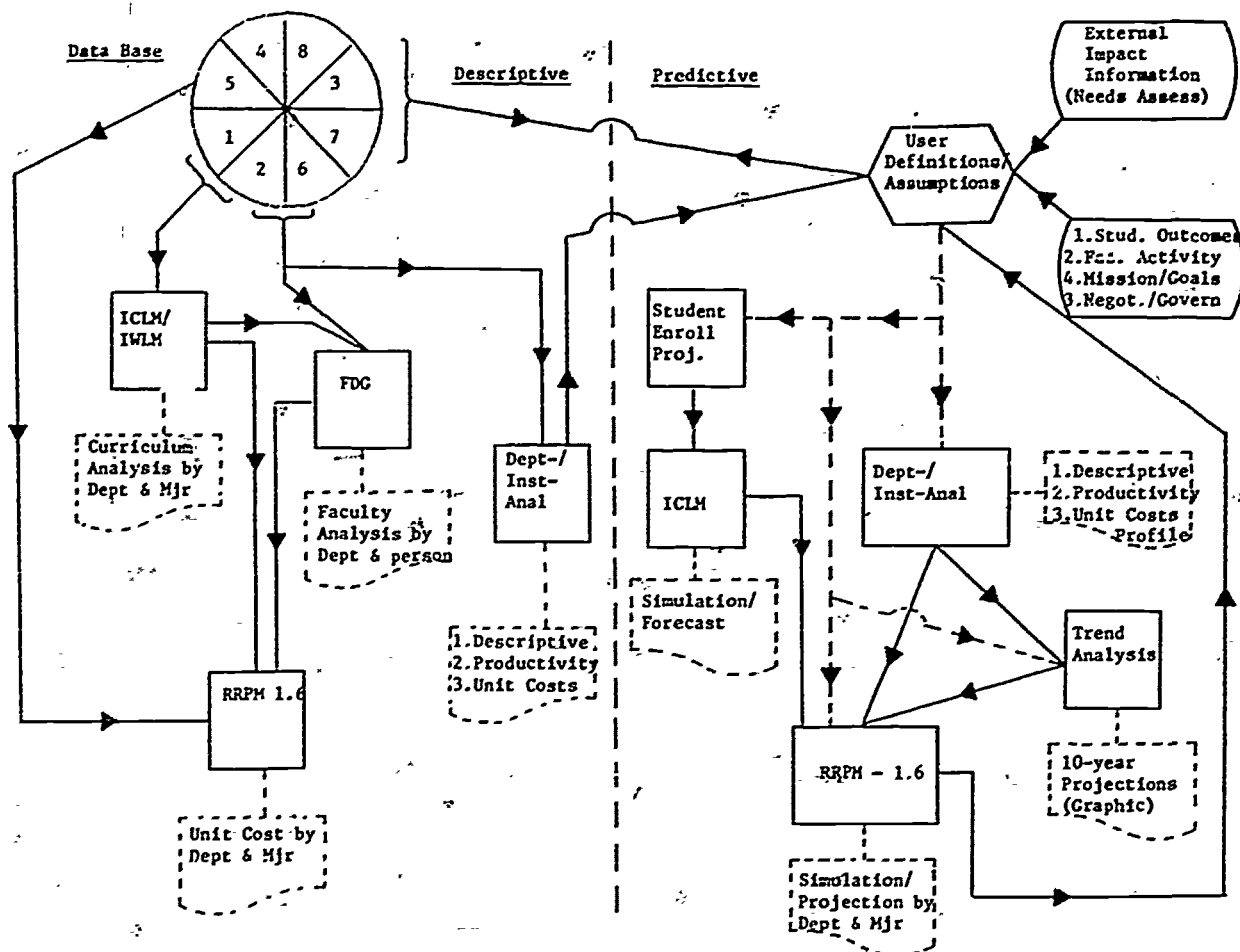 Data Base
4 8
5 3
1 7
2 6
Descriptive
Predictive
External
Impact
Information
(Needs Assess)
User
Definitions/
Assumptions
1.Stud. Outcomes
2.Fac. Activity
4.Mission/Goals
3.Negot./Govern
ICLM/
IWLM
FDG
Curriculum
Analysis by
Dept & Mjr
Faculty
Analysis by
Dept & person
Dept-/
Inst-
Anal
1.Descriptive
2.Productivity
3.Unit Costs
RRPM 1.6
Unit Cost by
Dept & Mjr
Student
Enroll
Proj.
ICLM
Simulation/
Forecast
Dept-/
Inst-Anal
1.Descriptive
2.Productivity
3.Unit Costs
Profile
Trend
Analysis
10-year
Projections
(Graphic)
RRPM - 1.6
Simulation/
Projection by
Dept & Mjr